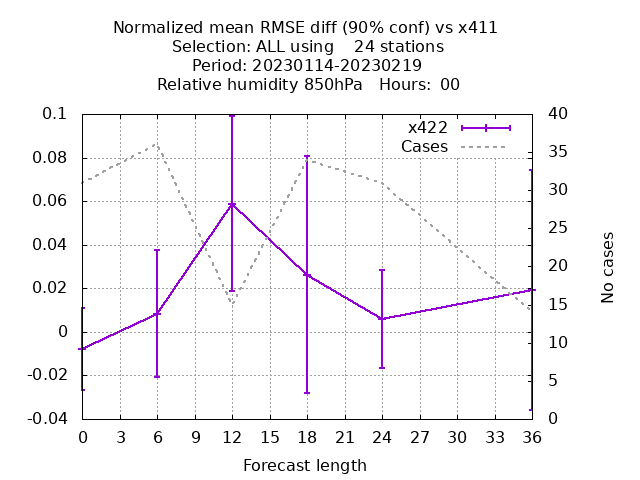 Normalized mean RMSE diff (90% conf) vs x411
Selection: ALL using    24 stations
Period: 20230114-20230219
Relative humidity 850hPa   Hours:  00
x422
Cases
0.1
0.08
0.06
0.04
0.02
0
-0.02
-0.04
40
35
30
25
20
15
10
5
0
No cases
0 3 6 9 12 15 18 21 24 27 30 33 36
Forecast length